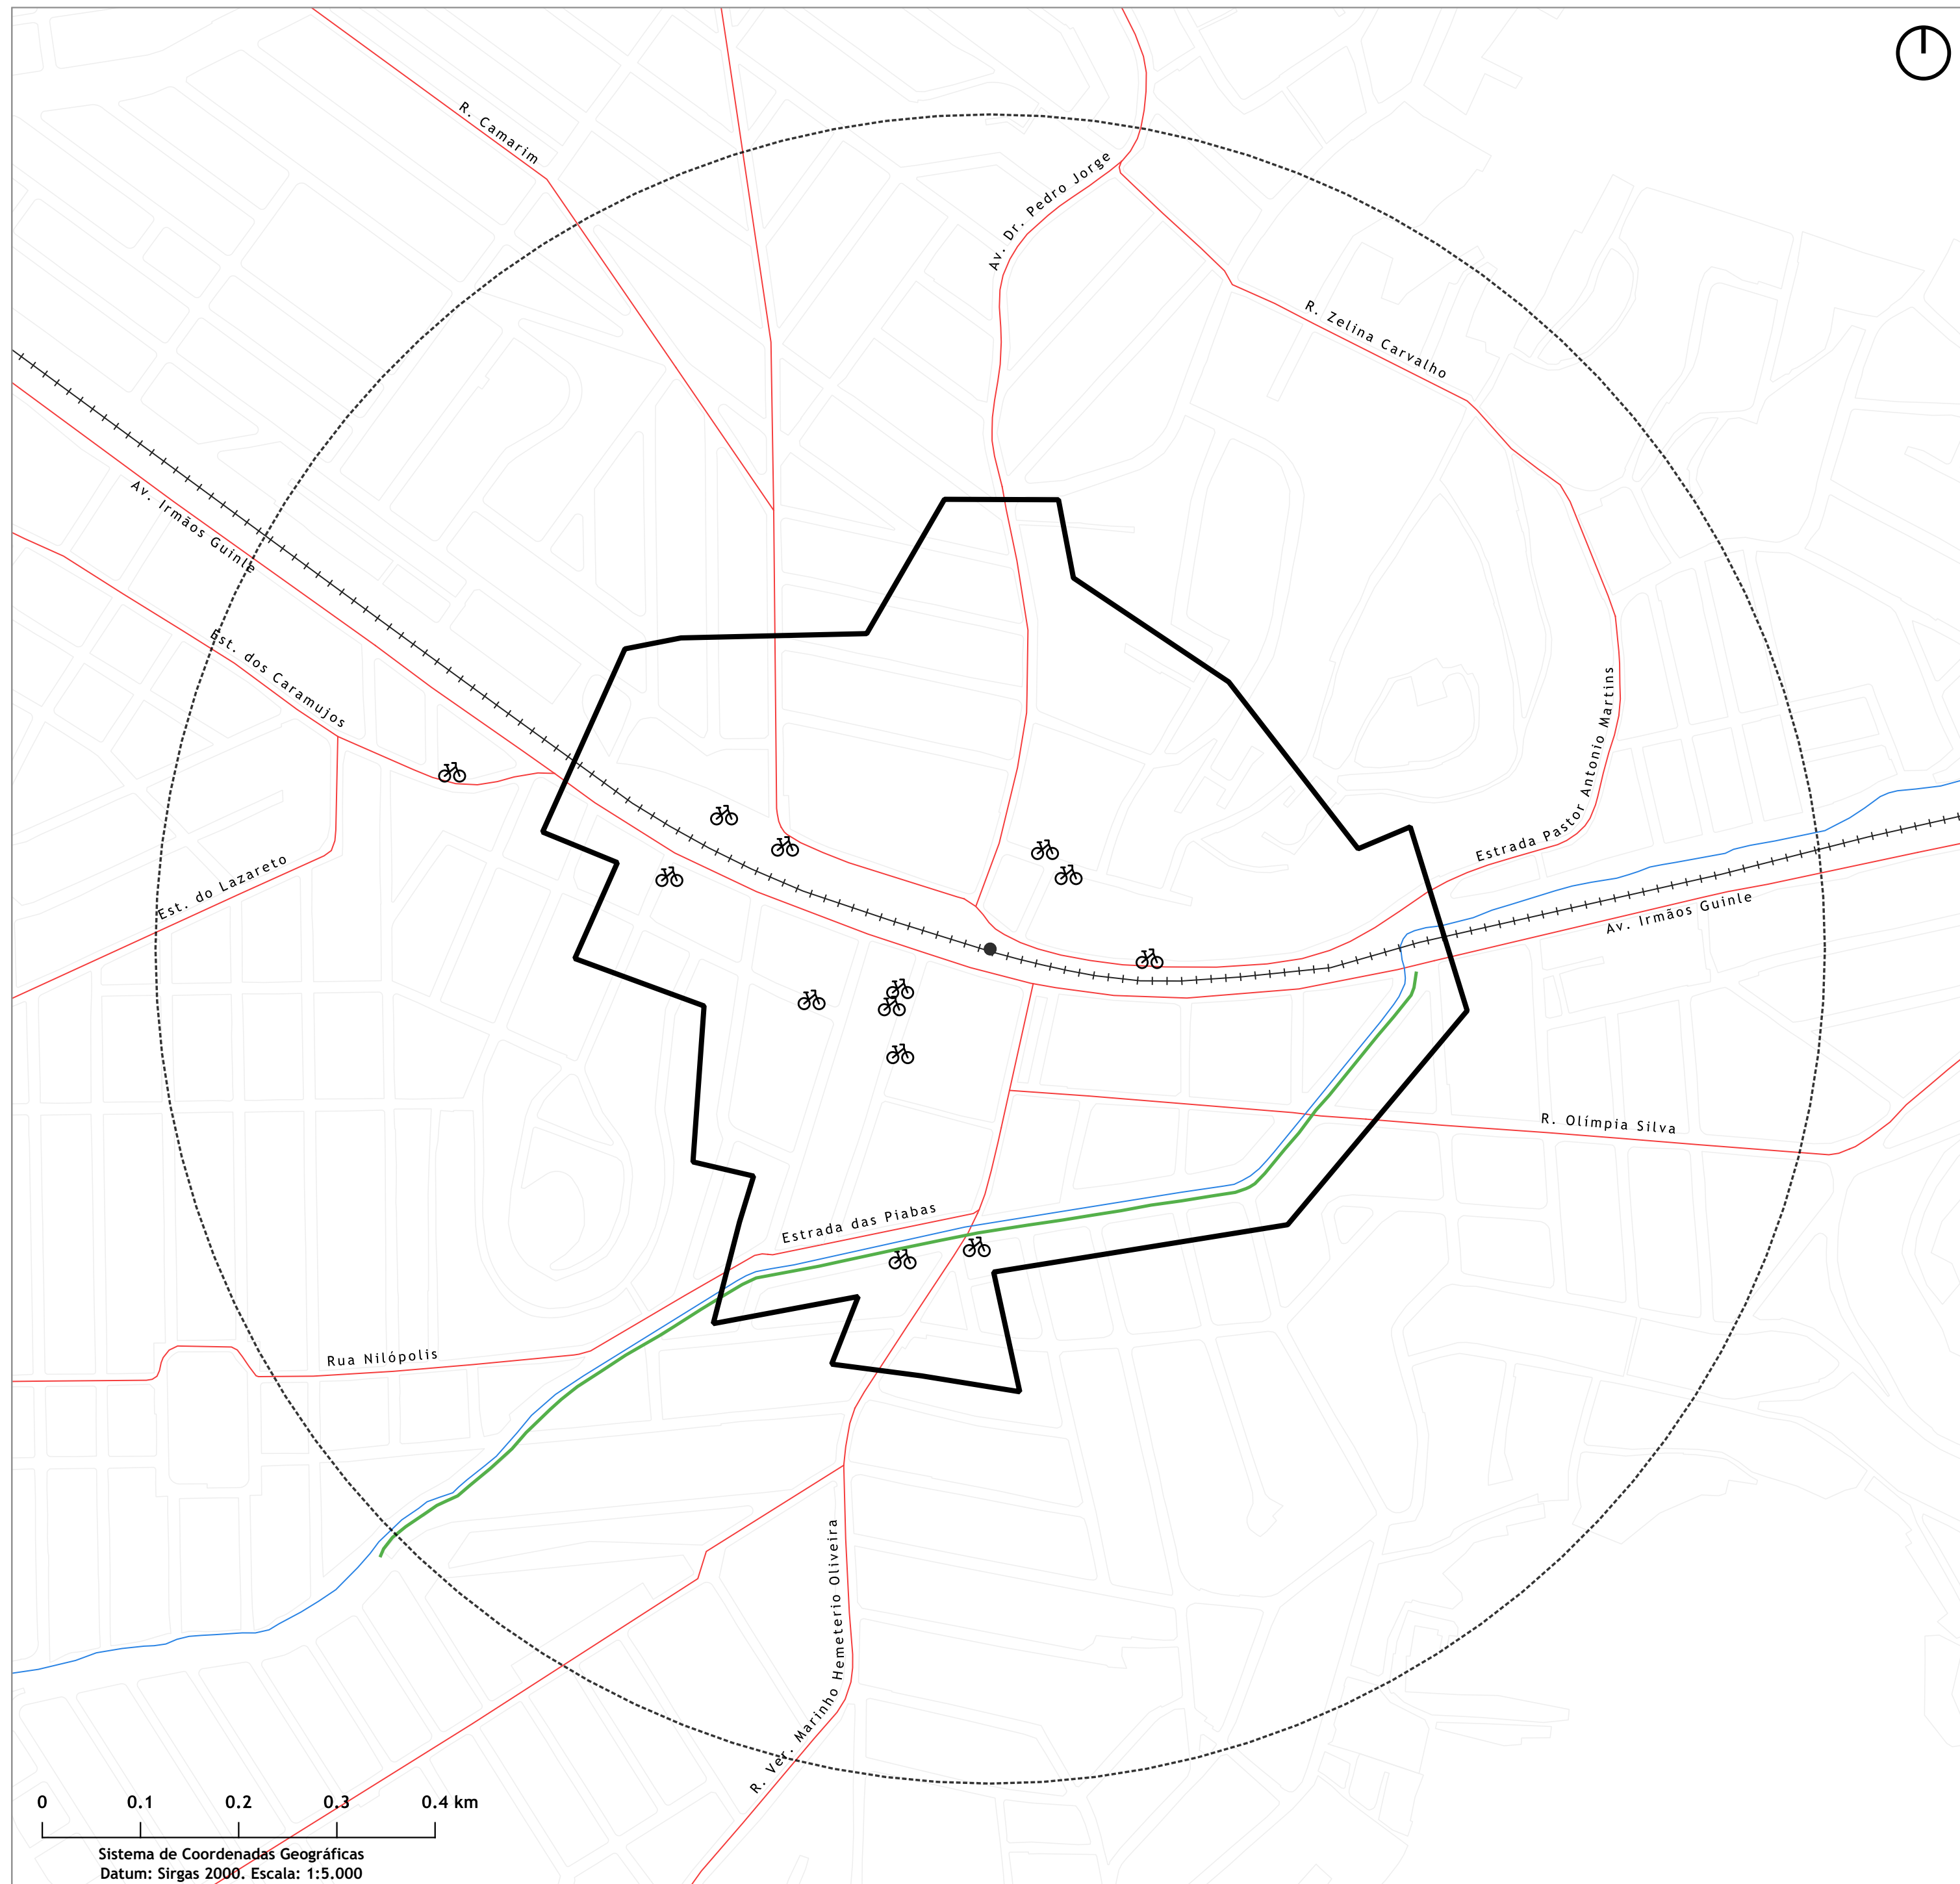 R. Camarim
Av. Dr. Pedro Jorge
R. Zelina Carvalho
Av. Irmãos Guinle
Est. dos Caramujos
Estrada Pastor Antonio Martins
Est. do Lazareto
Av. Irmãos Guinle
R. Olímpia Silva
Estrada das Piabas
Rua Nilópolis
R. Ver. Marinho Hemeterio Oliveira
0 0.1 0.2 0.3 0.4 km
Sistema de Coordenadas Geográficas
Datum: Sirgas 2000. Escala: 1:5.000